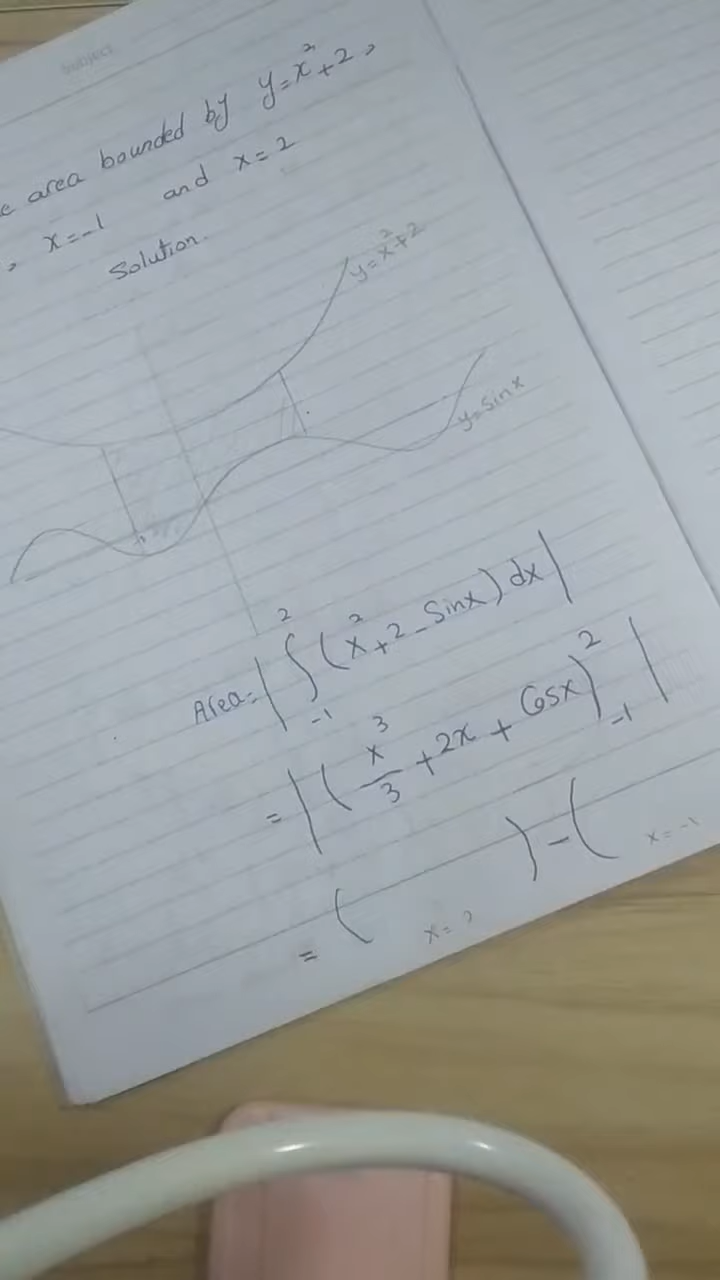 Subject
area bounded by y=x²+2,
, x=-1 and x=2
Solution.
y=x²+2
y=sinx
Area=|∫₋₁² (x²+2-Sinx)dx|
=|(x³/3+2x+Cosx)₋₁²|
= ( ) - (
x=-1